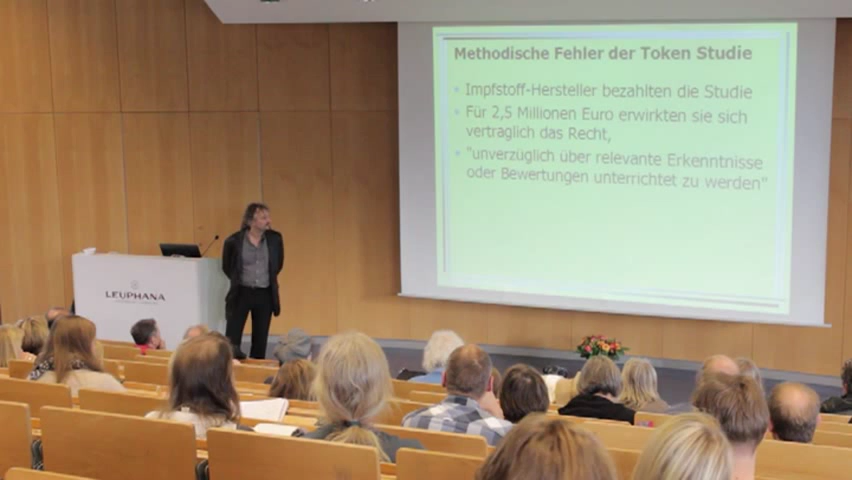 Methodische Fehler der Token Studie
Impfstoff-Hersteller bezahlten die Studie
Für 2,5 Millionen Euro erwirkten sie sich
vertraglich das Recht,
"unverzüglich über relevante Erkenntnisse
oder Bewertungen unterrichtet zu werden"
LEUPHANA